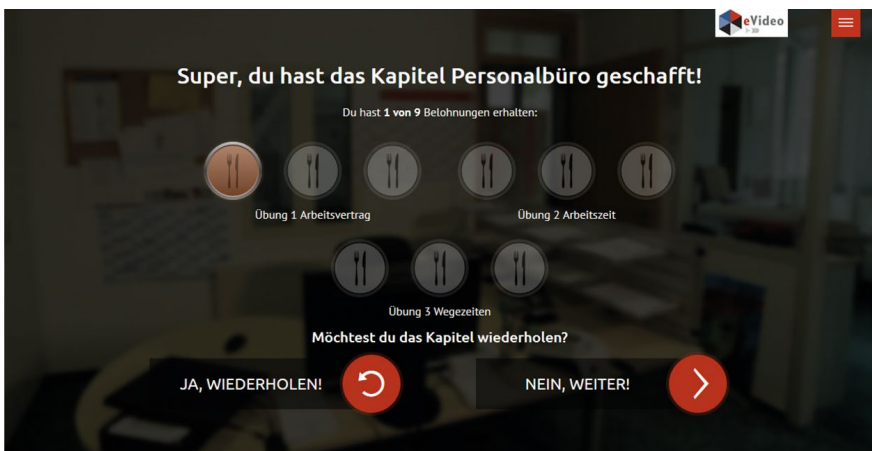 eVideo
Super, du hast das Kapitel Personalbüro geschafft!
Du hast 1 von 9 Belohnungen erhalten:
Übung 1 Arbeitsvertrag
Übung 2 Arbeitszeit
Übung 3 Wegezeiten
Möchtest du das Kapitel wiederholen?
JA, WIEDERHOLEN!
NEIN, WEITER!